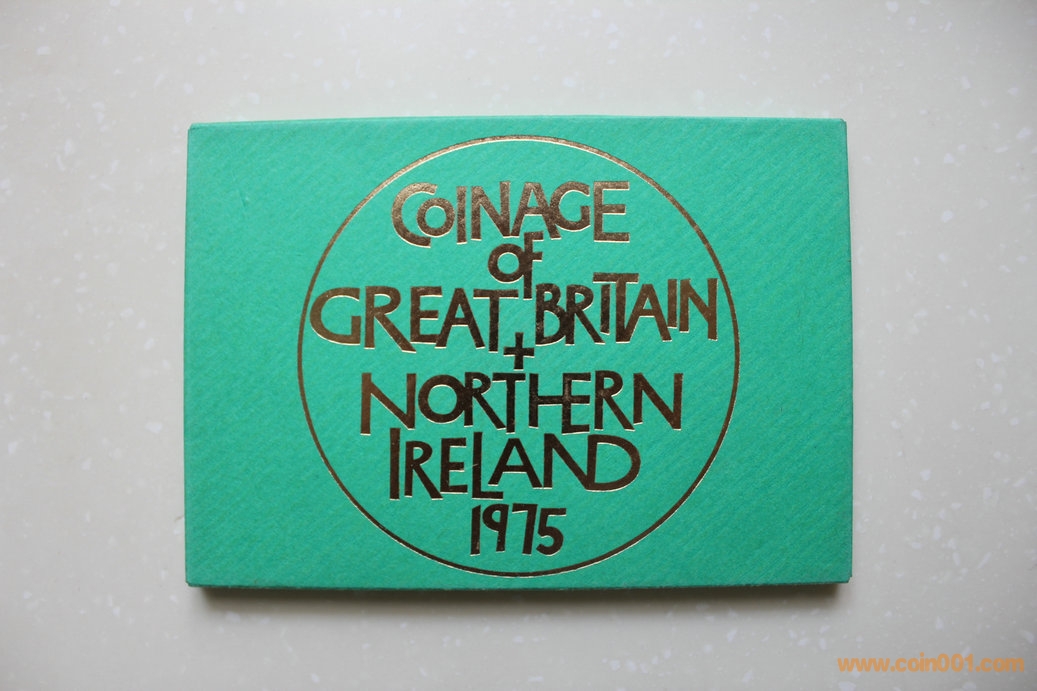 COINAGE
OF
GREAT BRITAIN
+
NORTHERN
IRELAND
1975
www.coin001.com